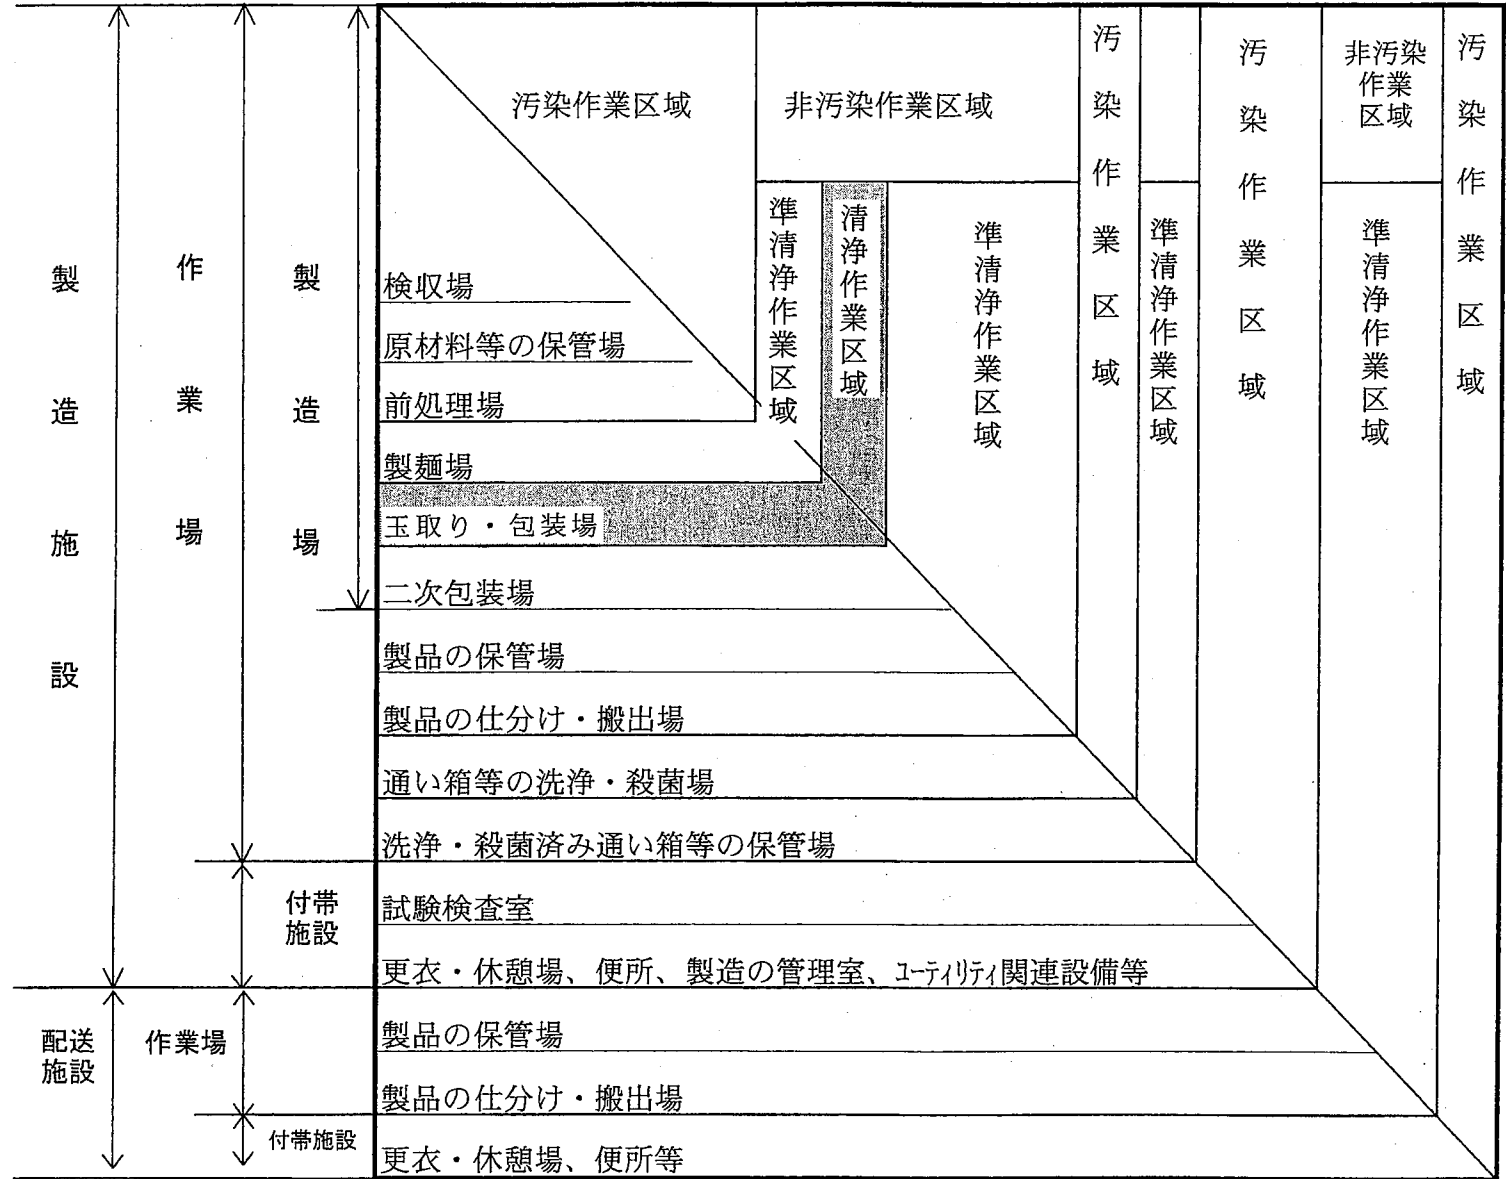 製造施設
作業場
製造場
付帯
施設
配送
施設
作業場
付帯施設
汚染作業区域
非汚染作業区域
準清浄作業区域
清浄作業区域
準清浄作業区域
汚染作業区域
準清浄作業区域
汚染作業区域
非汚染
作業
区域
準清浄作業区域
汚染作業区域
検収場
原材料等の保管場
前処理場
製麺場
玉取り・包装場
二次包装場
製品の保管場
製品の仕分け・搬出場
通い箱等の洗浄・殺菌場
洗浄・殺菌済み通い箱等の保管場
試験検査室
更衣・休憩場、便所、製造の管理室、ユーティリティ関連設備等
製品の保管場
製品の仕分け・搬出場
更衣・休憩場、便所等